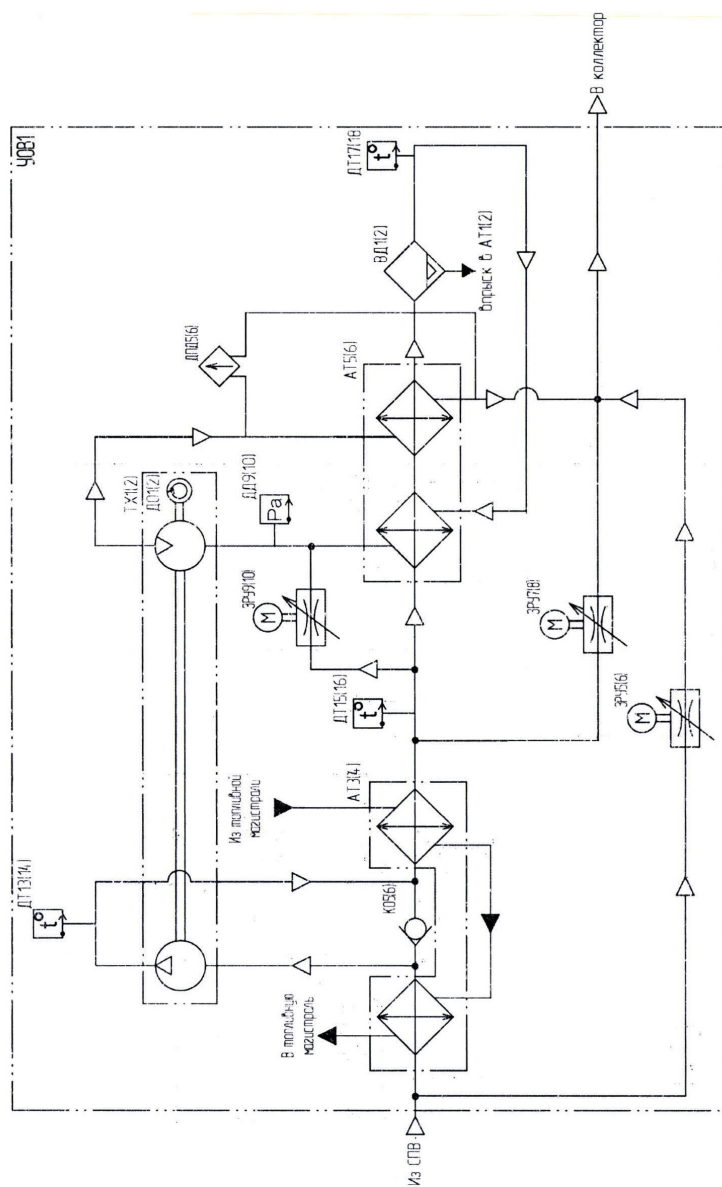 УОВ1
ДТ13(14)
t°
ТХ1(2)
ДО1(2)
ДПД5(6)
ДД9(10)
Pa
ЗРУ9(10)
М
ДТ17(18
t°
ВД1(2)
Впрыск в АТ1(2)
АТ5(6)
ДТ15(16)
t°
Из топливной
магистрали
АТ3(4)
КО5(6)
В топливную
магистраль
ЗРУ7(8)
М
ЗРУ5(6)
М
Из СПВ
В коллектор